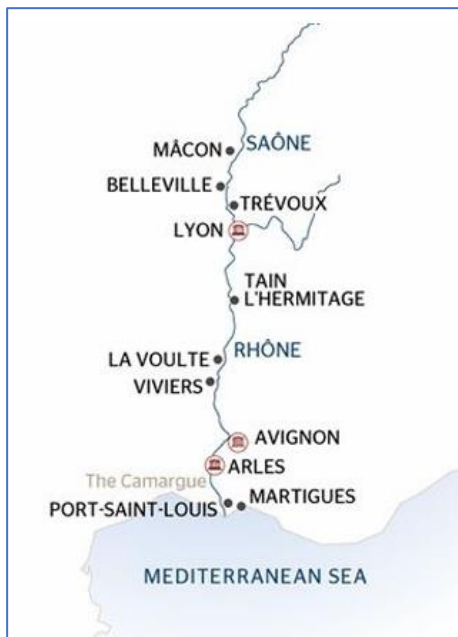 MÂCON
SAÔNE
BELLEVILLE
TRÉVOUX
LYON
TAIN
L'HERMITAGE
LA VOULTE
RHÔNE
VIVIERS
AVIGNON
ARLES
The Camargue
MARTIGUES
PORT-SAINT-LOUIS
MEDITERRANEAN SEA